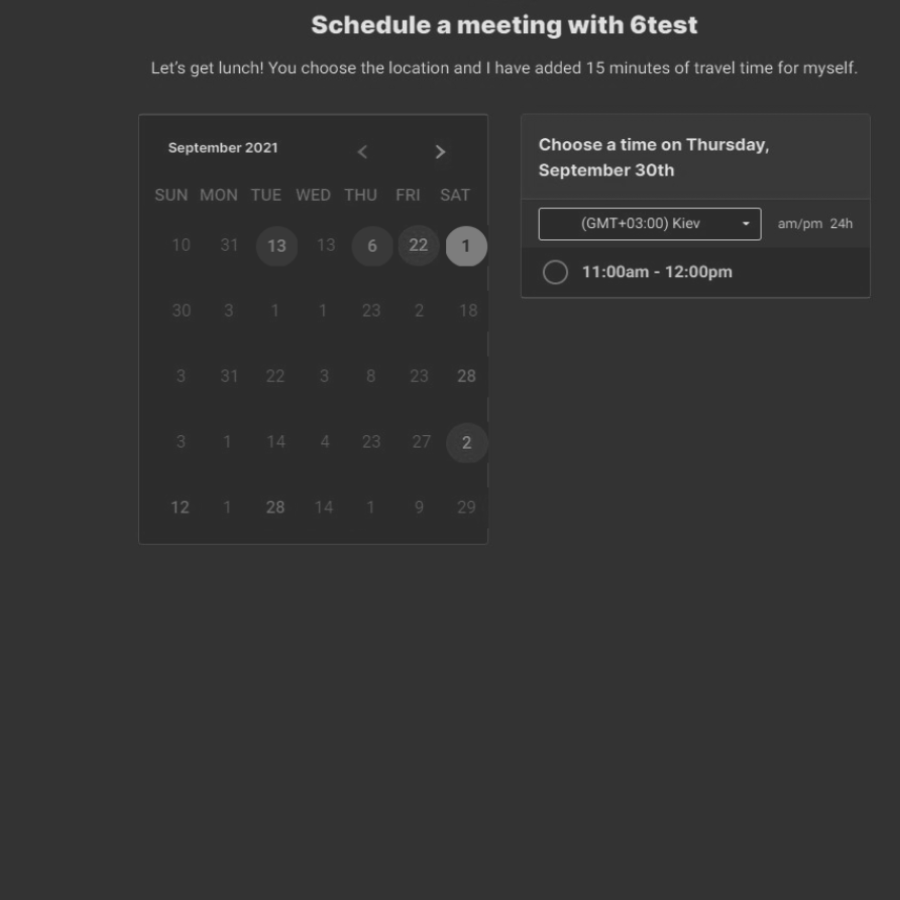 Schedule a meeting with 6test
Let's get lunch! You choose the location and I have added 15 minutes of travel time for myself.
September 2021
SUN MON TUE WED THU FRI SAT
10 31 13 13 6 22 1
30 3 1 1 23 2 18
3 31 22 3 8 23 28
3 1 14 4 23 27 2
12 1 28 14 1 9 29
Choose a time on Thursday,
September 30th
(GMT+03:00) Kiev am/pm 24h
11:00am - 12:00pm